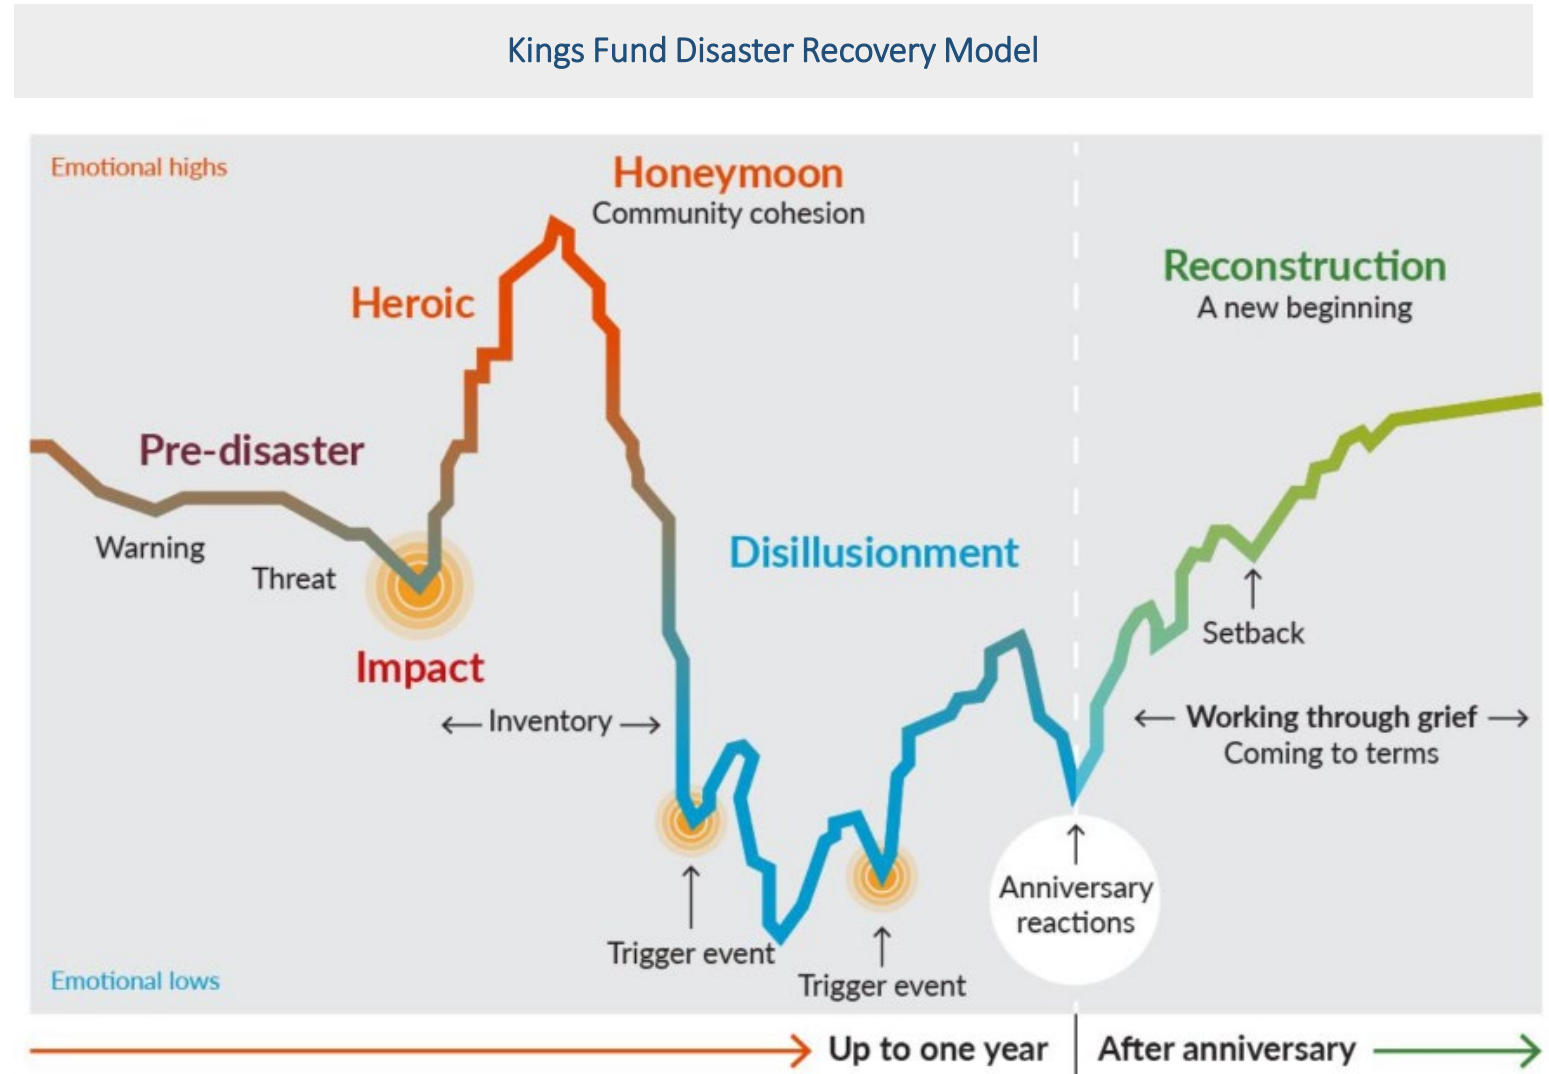 Kings Fund Disaster Recovery Model
Emotional highs
Honeymoon
Community cohesion
Heroic
Reconstruction
A new beginning
Pre-disaster
Warning
Threat
Disillusionment
Impact
Setback
Inventory
Working through grief
Coming to terms
Anniversary
reactions
Trigger event
Trigger event
Emotional lows
Up to one year
After anniversary